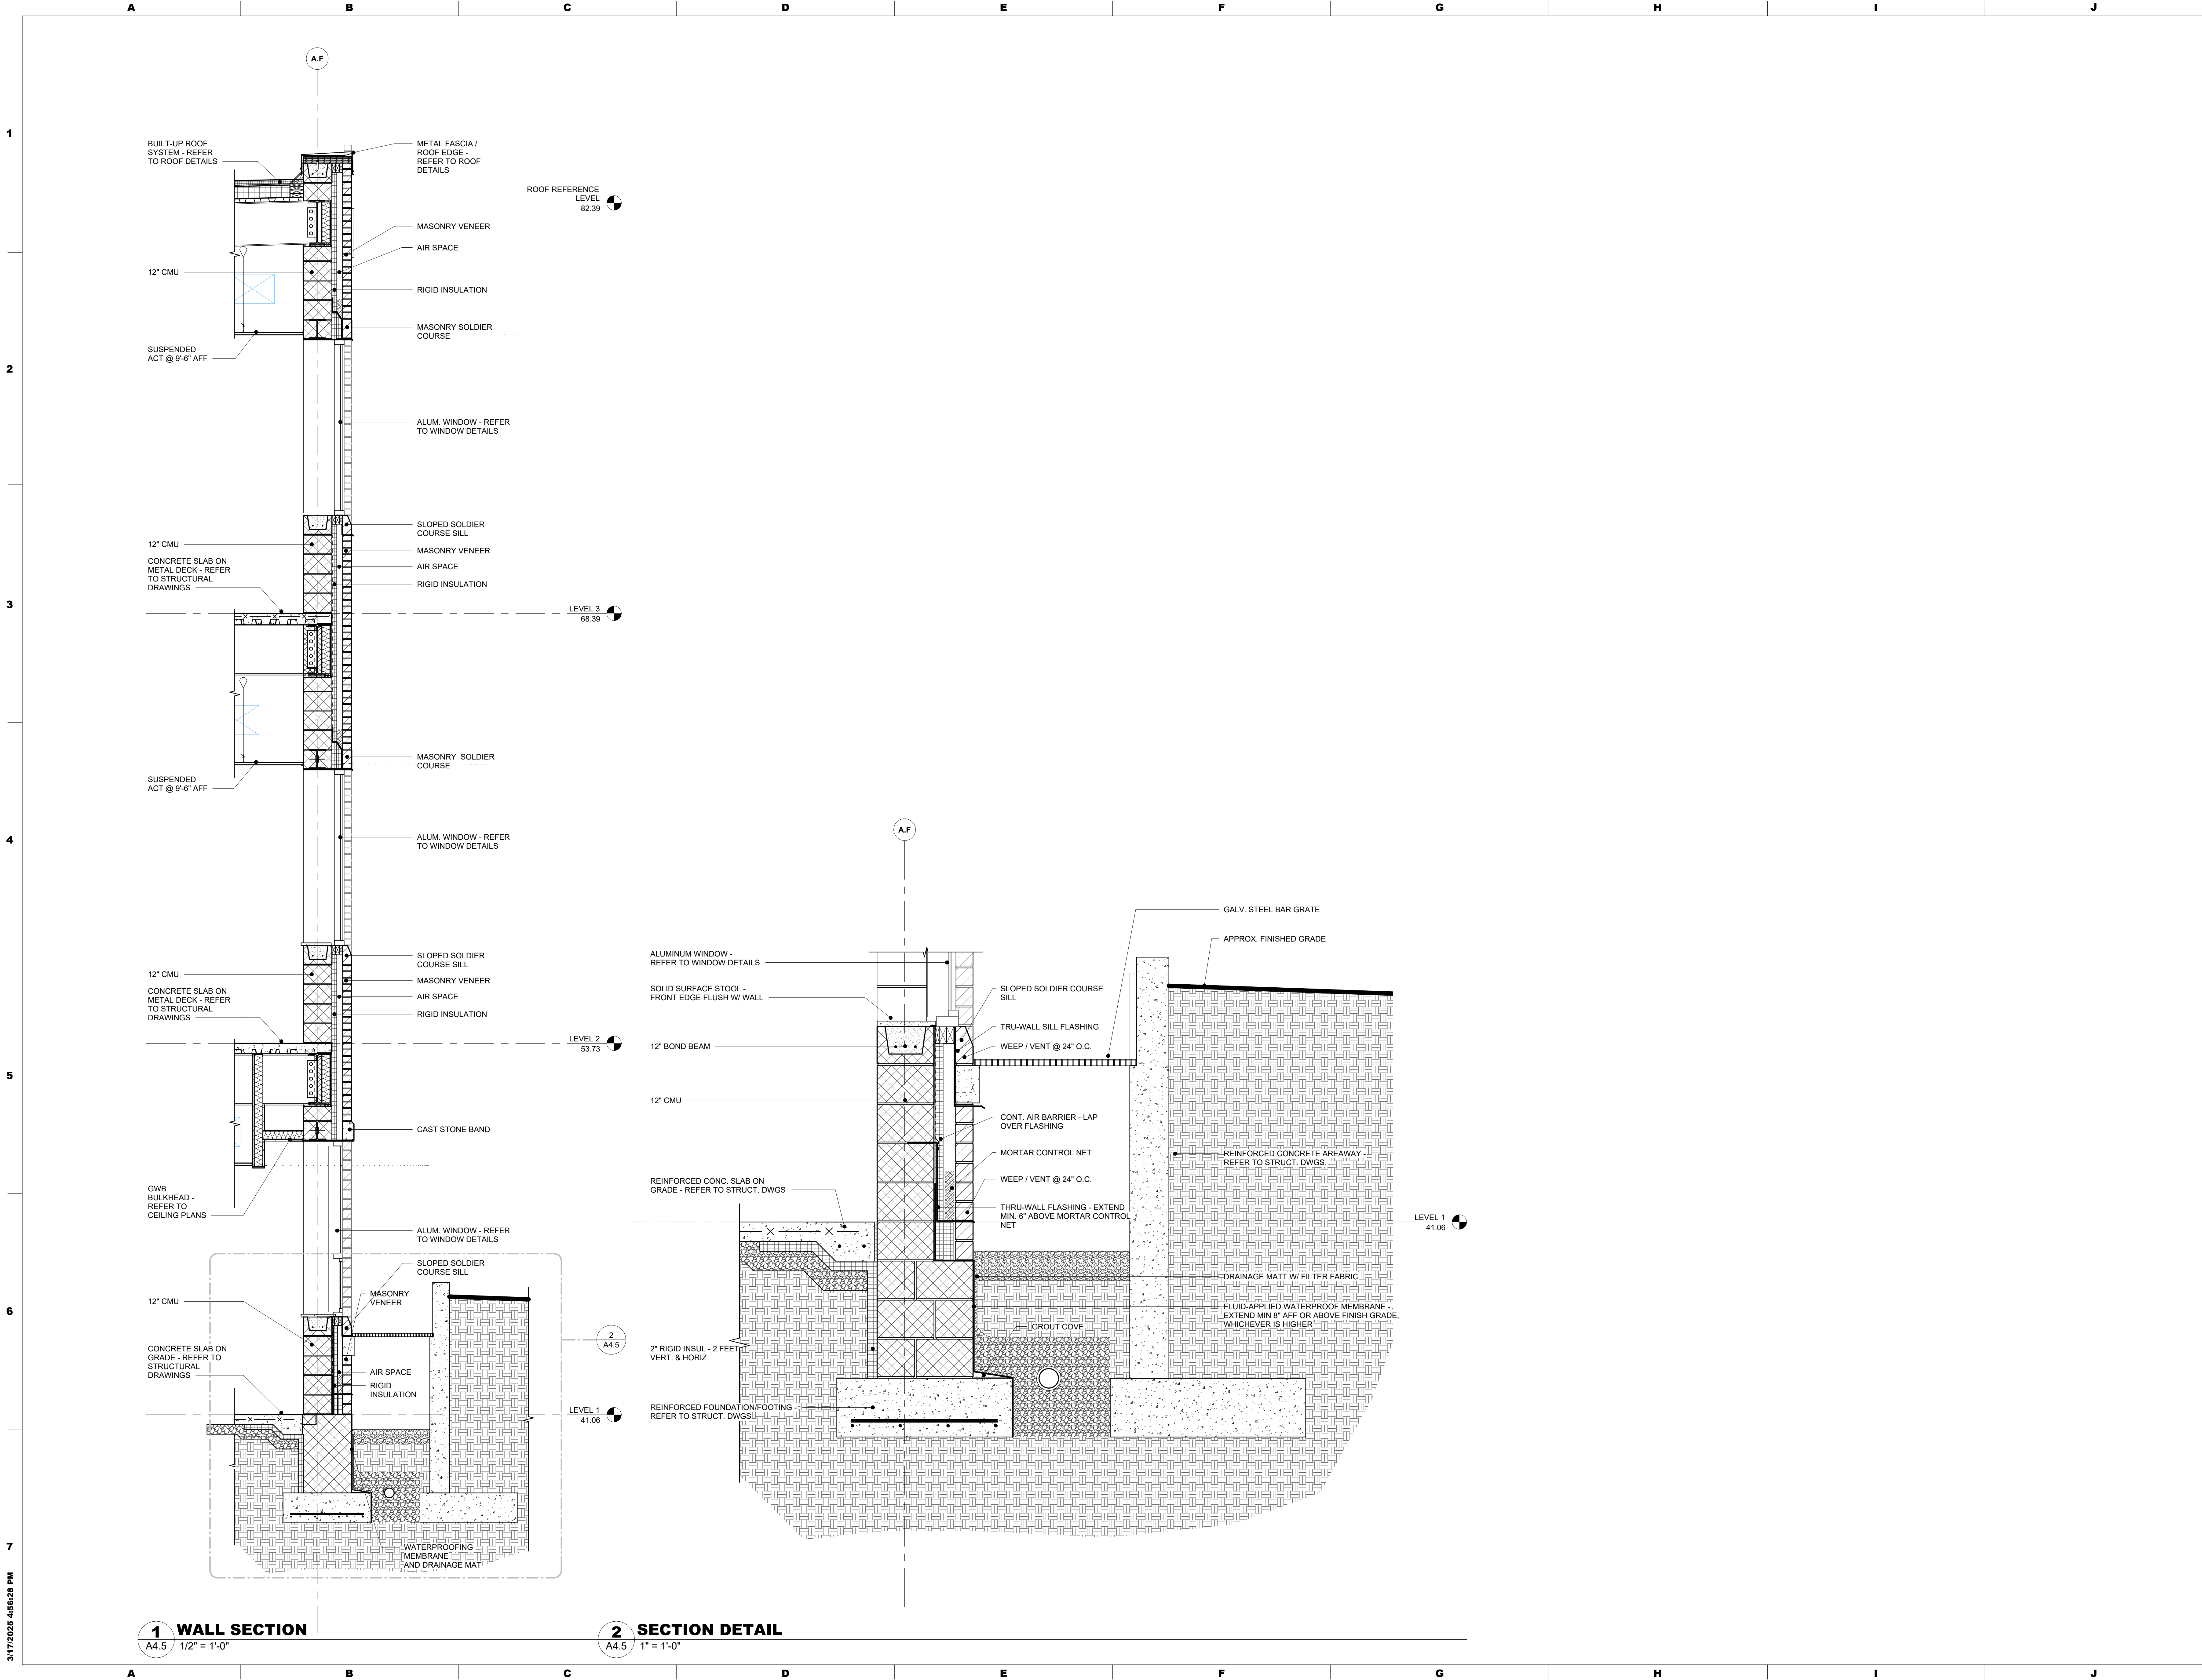 A B C D E F G H I J
1
2
3
4
5
6
7
A.F
BUILT-UP ROOF
SYSTEM - REFER
TO ROOF DETAILS
METAL FASCIA /
ROOF EDGE -
REFER TO ROOF
DETAILS
ROOF REFERENCE
LEVEL
82.39
MASONRY VENEER
AIR SPACE
12" CMU
RIGID INSULATION
MASONRY SOLDIER
COURSE
SUSPENDED
ACT @ 9'-6" AFF
ALUM. WINDOW - REFER
TO WINDOW DETAILS
SLOPED SOLDIER
COURSE SILL
12" CMU
MASONRY VENEER
CONCRETE SLAB ON
METAL DECK - REFER
TO STRUCTURAL
DRAWINGS
AIR SPACE
RIGID INSULATION
LEVEL 3
68.39
MASONRY  SOLDIER
COURSE
SUSPENDED
ACT @ 9'-6" AFF
ALUM. WINDOW - REFER
TO WINDOW DETAILS
SLOPED SOLDIER
COURSE SILL
12" CMU
MASONRY VENEER
CONCRETE SLAB ON
METAL DECK - REFER
TO STRUCTURAL
DRAWINGS
AIR SPACE
RIGID INSULATION
LEVEL 2
53.73
CAST STONE BAND
GWB
BULKHEAD -
REFER TO
CEILING PLANS
ALUM. WINDOW - REFER
TO WINDOW DETAILS
SLOPED SOLDIER
COURSE SILL
MASONRY
VENEER
12" CMU
2
A4.5
CONCRETE SLAB ON
GRADE - REFER TO
STRUCTURAL
DRAWINGS
AIR SPACE
RIGID
INSULATION
LEVEL 1
41.06
WATERPROOFING
MEMBRANE
AND DRAINAGE MAT
1
A4.5
WALL SECTION
1/2" = 1'-0"
A.F
GALV. STEEL BAR GRATE
APPROX. FINISHED GRADE
ALUMINUM WINDOW -
REFER TO WINDOW DETAILS
SOLID SURFACE STOOL -
FRONT EDGE FLUSH W/ WALL
SLOPED SOLDIER COURSE
SILL
TRU-WALL SILL FLASHING
12" BOND BEAM
WEEP / VENT @ 24" O.C.
12" CMU
CONT. AIR BARRIER - LAP
OVER FLASHING
MORTAR CONTROL NET
REINFORCED CONCRETE AREAWAY -
REFER TO STRUCT. DWGS.
REINFORCED CONC. SLAB ON
GRADE - REFER TO STRUCT. DWGS
WEEP / VENT @ 24" O.C.
THRU-WALL FLASHING - EXTEND
MIN. 6" ABOVE MORTAR CONTROL
NET
LEVEL 1
41.06
DRAINAGE MATT W/ FILTER FABRIC
FLUID-APPLIED WATERPROOF MEMBRANE -
EXTEND MIN 8" AFF OR ABOVE FINISH GRADE,
WHICHEVER IS HIGHER
GROUT COVE
2" RIGID INSUL - 2 FEET
VERT. & HORIZ
REINFORCED FOUNDATION/FOOTING -
REFER TO STRUCT. DWGS
2
A4.5
SECTION DETAIL
1" = 1'-0"
3/17/2025 4:56:28 PM
A B C D E F G H I J